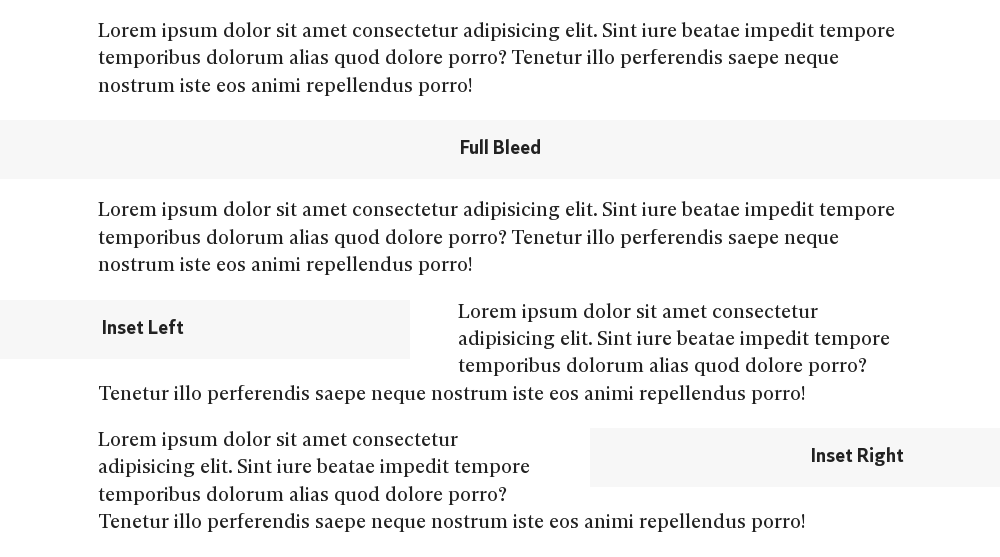 Lorem ipsum dolor sit amet consectetur adipisicing elit. Sint iure beatae impedit tempore
temporibus dolorum alias quod dolore porro? Tenetur illo perferendis saepe neque
nostrum iste eos animi repellendus porro!
Full Bleed
Lorem ipsum dolor sit amet consectetur adipisicing elit. Sint iure beatae impedit tempore
temporibus dolorum alias quod dolore porro? Tenetur illo perferendis saepe neque
nostrum iste eos animi repellendus porro!
Inset Left
Lorem ipsum dolor sit amet consectetur
adipisicing elit. Sint iure beatae impedit tempore
temporibus dolorum alias quod dolore porro?
Tenetur illo perferendis saepe neque nostrum iste eos animi repellendus porro!
Lorem ipsum dolor sit amet consectetur
adipisicing elit. Sint iure beatae impedit tempore
temporibus dolorum alias quod dolore porro?
Tenetur illo perferendis saepe neque nostrum iste eos animi repellendus porro!
Inset Right